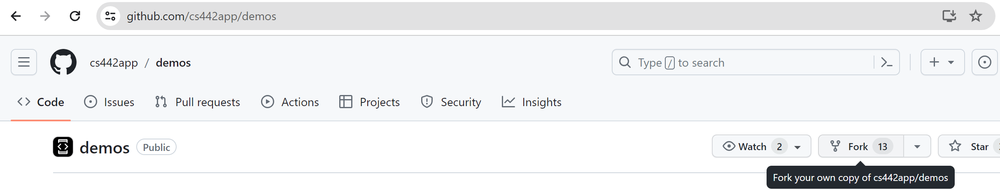 github.com/cs442app/demos
cs442app / demos
Type / to search
Code Issues Pull requests Actions Projects Security Insights
demos Public Watch 2 Fork 13 Star
Fork your own copy of cs442app/demos